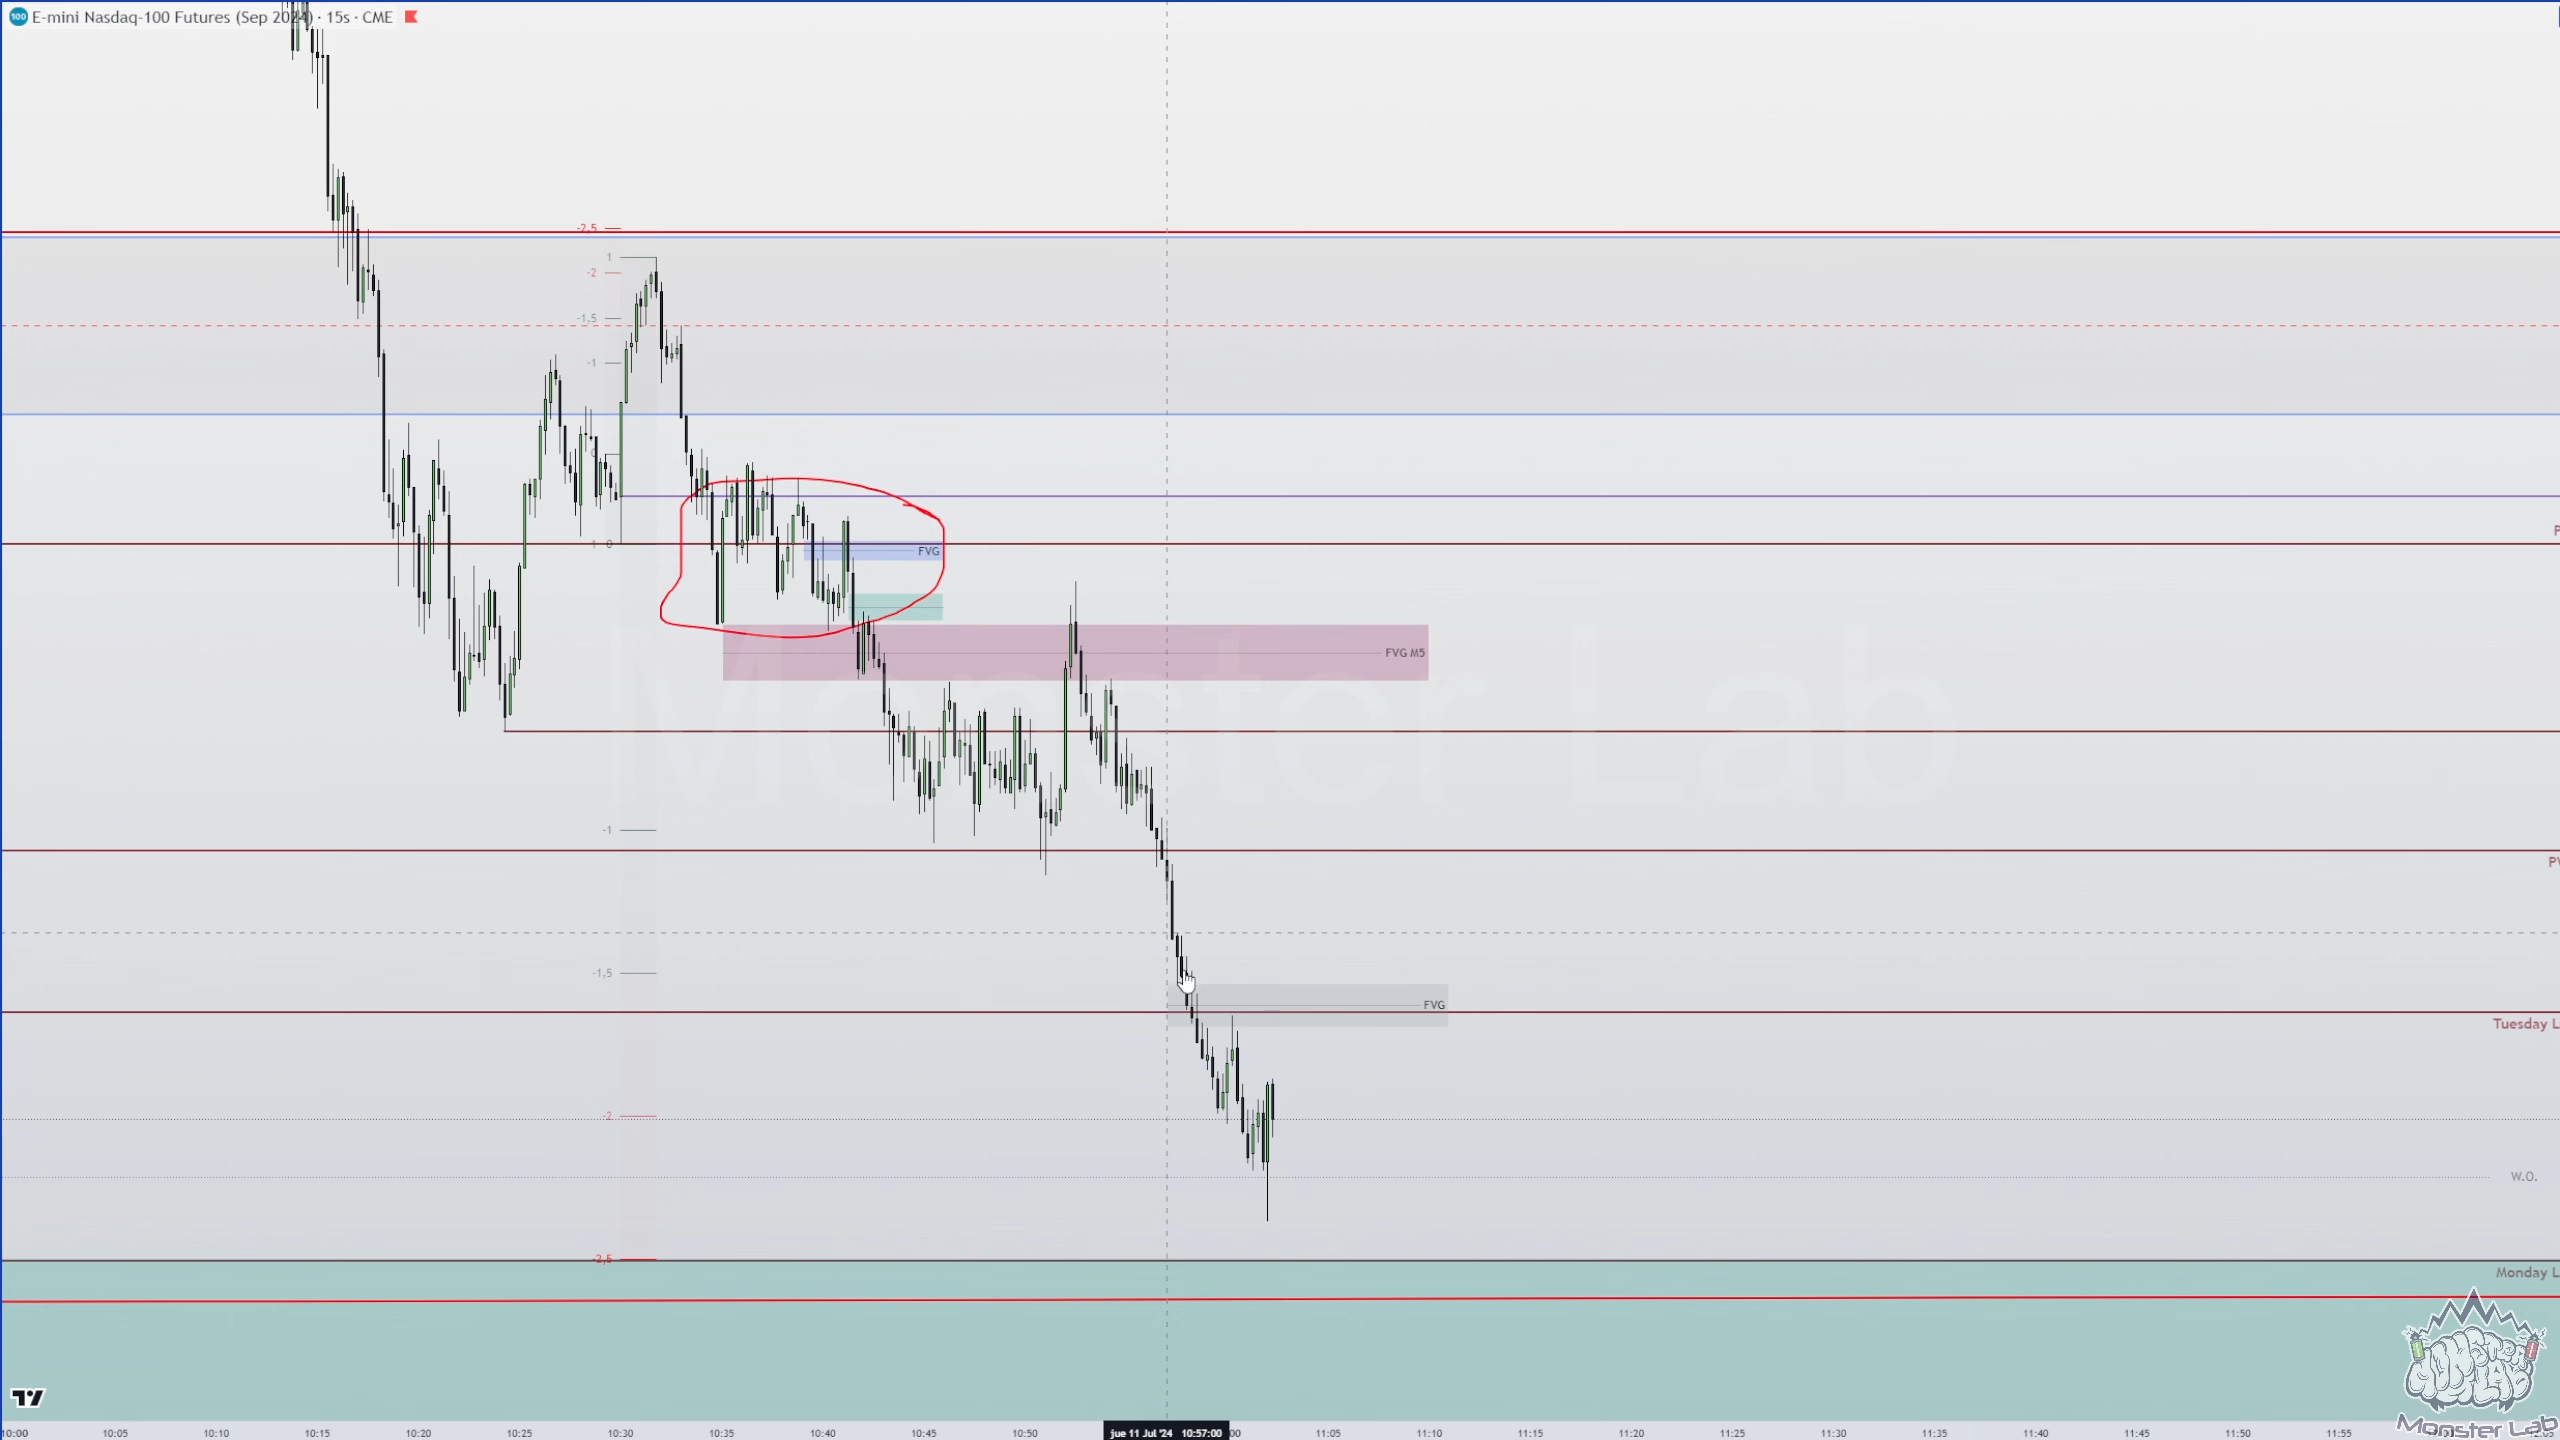 E-mini Nasdaq-100 Futures (Sep 2024) · 15s · CME
-2,5
1
-2
-1,5
-1
0
FVG
1 0
FVG M5
-1
-1,5
FVG
Tuesday L
-2
W.O.
-2,5
Monday L
Monster Lab
10:00 10:05 10:10 10:15 10:20 10:25 10:30 10:35 10:40 10:45 10:50 jue 11 Jul '24 10:57:00 11:05 11:10 11:15 11:20 11:25 11:30 11:35 11:40 11:45 11:50 11:55
Monster Lab